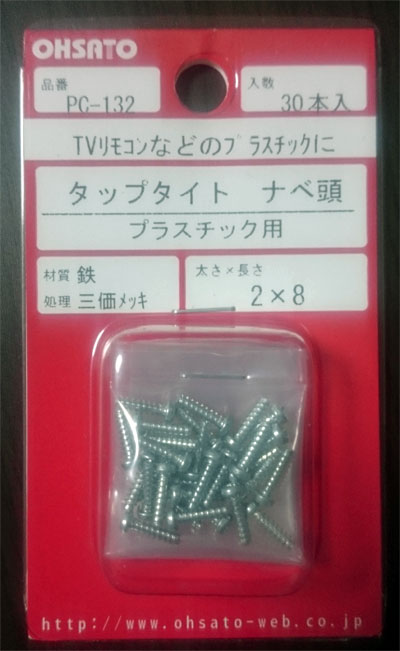 OHSATO
品番
PC-132
入数
30本入
TVﾘﾓｺﾝなどのﾌﾟﾗｽﾁｯｸに
タップタイト ナベ頭
プラスチック用
材質 鉄
処理 三価ﾒｯｷ
太さ×長さ
2×8
http://www.ohsato-web.co.jp